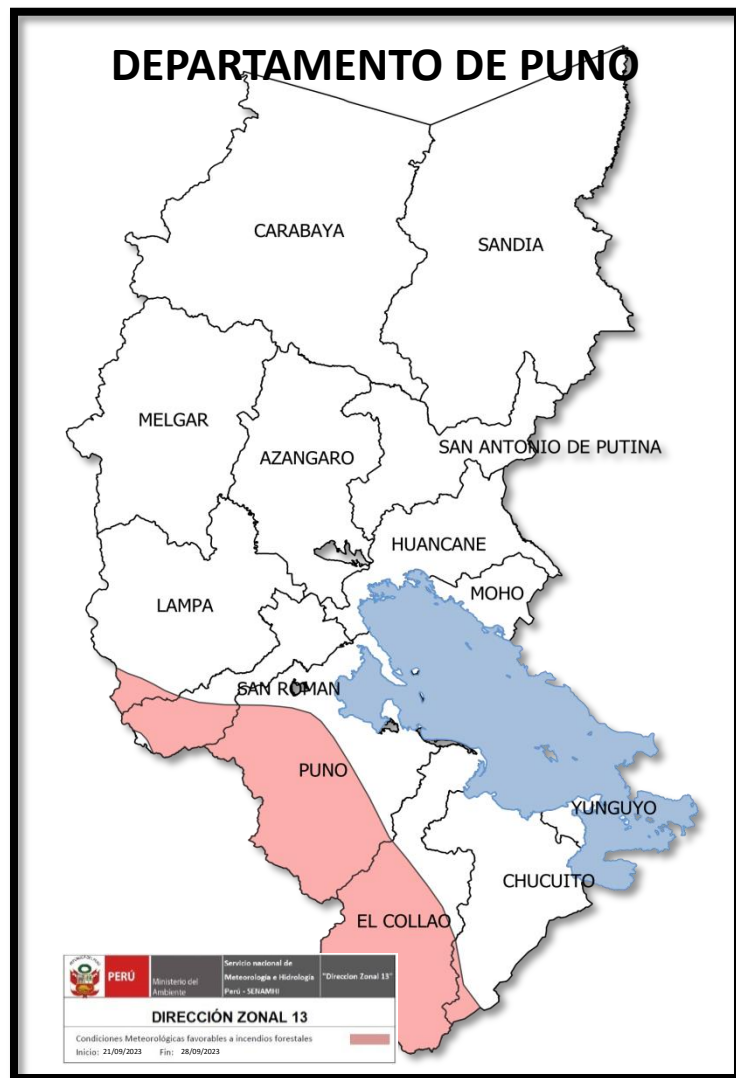 DEPARTAMENTO DE PUNO
CARABAYA
SANDIA
MELGAR
AZANGARO
SAN ANTONIO DE PUTINA
HUANCANE
MOHO
LAMPA
SAN ROMAN
PUNO
YUNGUYO
CHUCUITO
EL COLLAO
PERÚ
Ministerio del
Ambiente
Servicio nacional de
Meteorología e Hidrología
Perú - SENAMHI
"Direccion Zonal 13"
DIRECCIÓN ZONAL 13
Condiciones Meteorológicas favorables a incendios forestales
Inicio: 21/09/2023 Fin: 28/09/2023